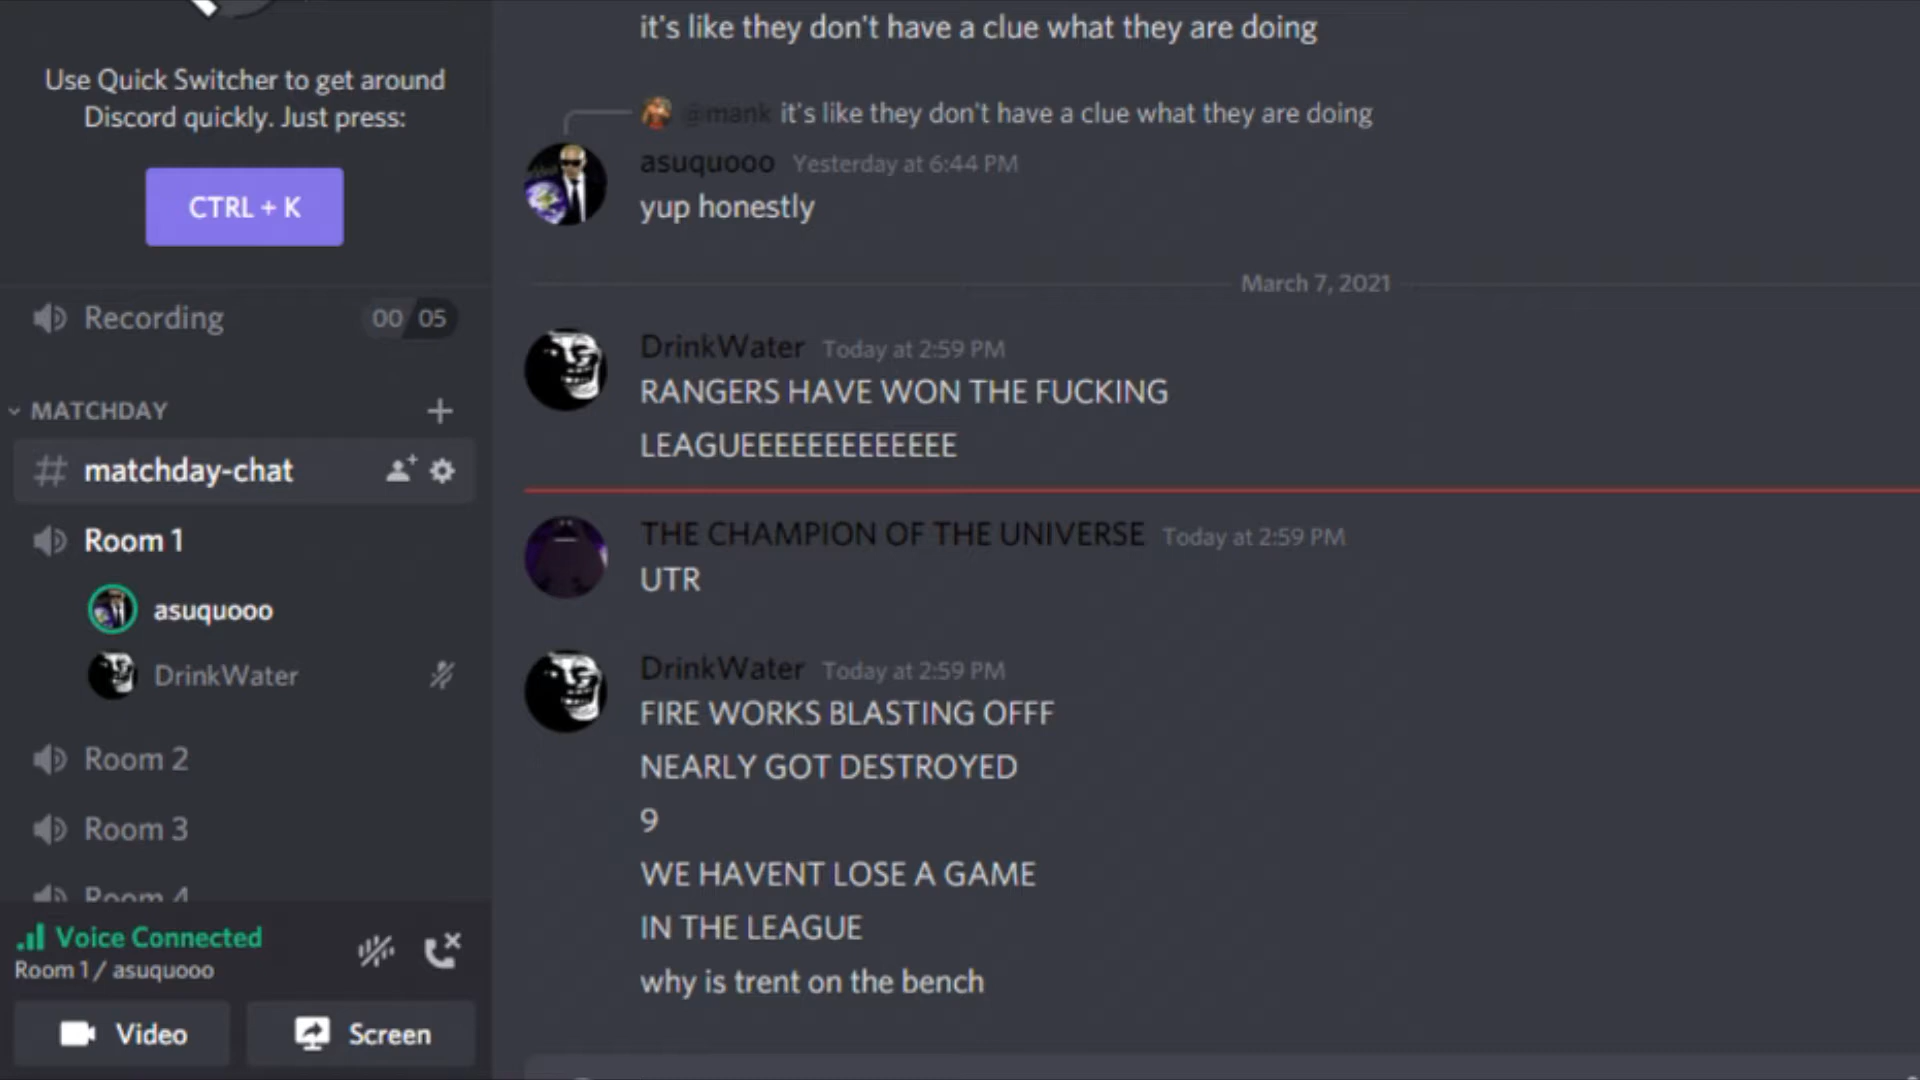 Use Quick Switcher to get around
Discord quickly. Just press:
CTRL + K
Recording 00 05
MATCHDAY
matchday-chat
Room 1
asuquooo
DrinkWater
Room 2
Room 3
Room 4
Voice Connected
Room 1 / asuquooo
Video Screen
it's like they don't have a clue what they are doing
@mank it's like they don't have a clue what they are doing
asuquooo Yesterday at 6:44 PM
yup honestly
March 7, 2021
DrinkWater Today at 2:59 PM
RANGERS HAVE WON THE FUCKING
LEAGUEEEEEEEEEEEEE
THE CHAMPION OF THE UNIVERSE Today at 2:59 PM
UTR
DrinkWater Today at 2:59 PM
FIRE WORKS BLASTING OFFF
NEARLY GOT DESTROYED
9
WE HAVENT LOSE A GAME
IN THE LEAGUE
why is trent on the bench